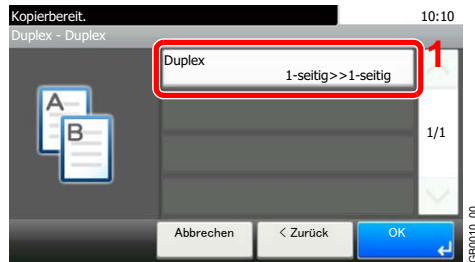 Kopierbereit.
10:10
Duplex - Duplex
Duplex
1-seitig>>1-seitig
1
A
B
1/1
Abbrechen
< Zurück
OK
GB0010_00